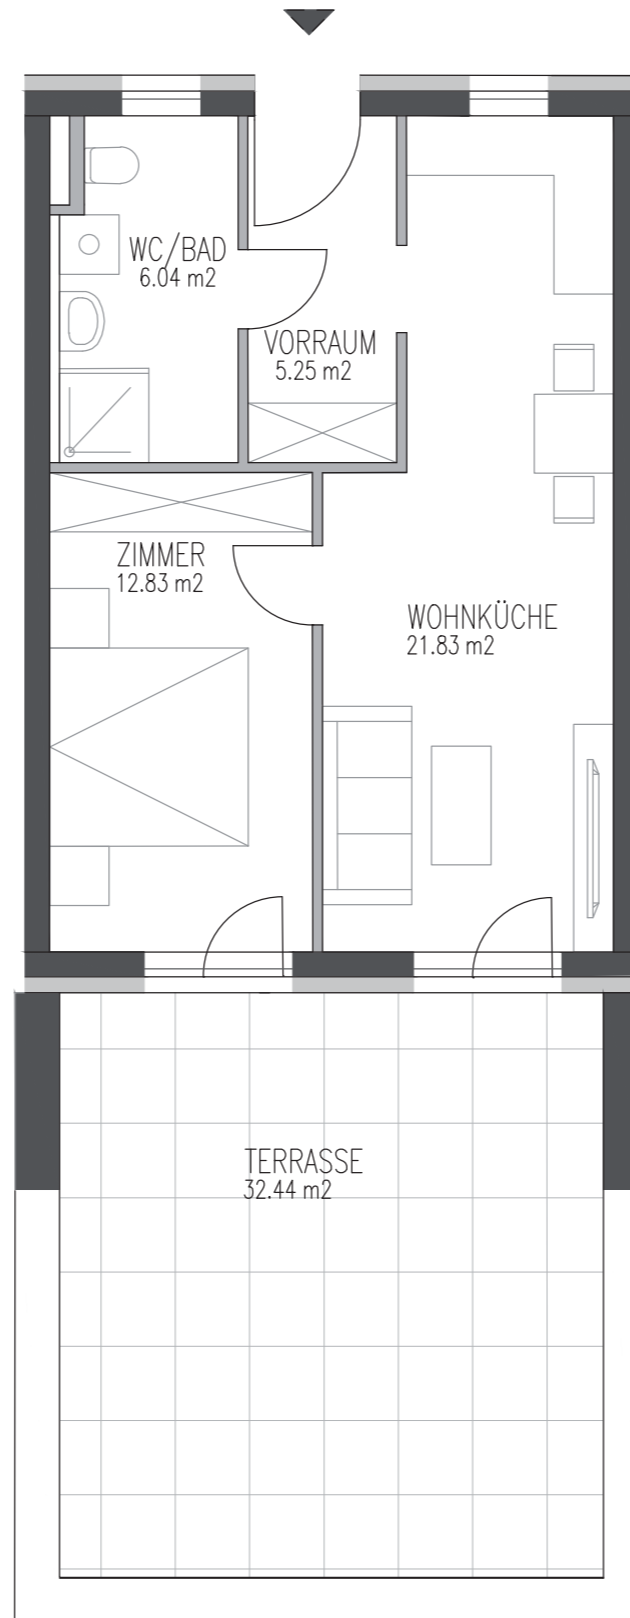 WC/BAD
6.04 m2
VORRAUM
5.25 m2
ZIMMER
12.83 m2
WOHNKÜCHE
21.83 m2
TERRASSE
32.44 m2